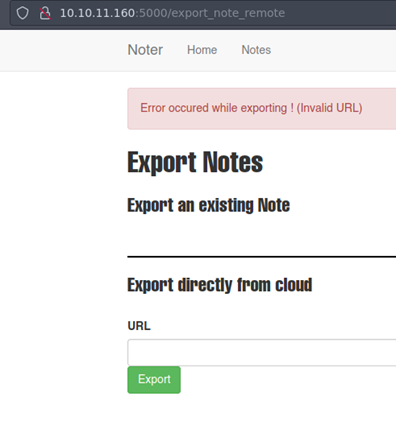 10.10.11.160:5000/export_note_remote
Noter Home Notes
Error occured while exporting ! (Invalid URL)
Export Notes
Export an existing Note
Export directly from cloud
URL
Export